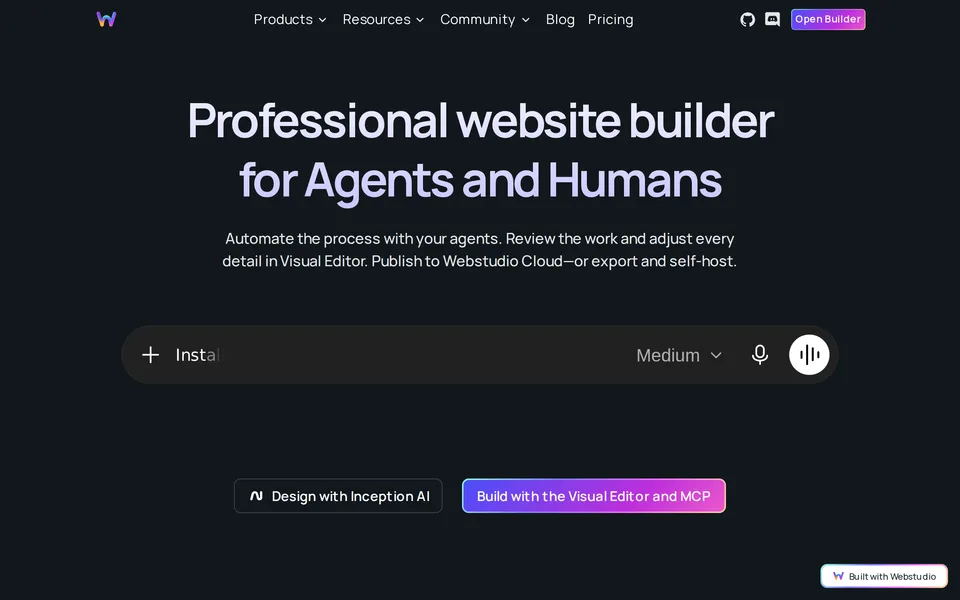 Products
Resources
Community
Blog
Pricing
Open Builder
Professional website builder
for Agents and Humans
Automate the process with your agents. Review the work and adjust every
detail in Visual Editor. Publish to Webstudio Cloud—or export and self-host.
Instal
Medium
Design with Inception AI
Build with the Visual Editor and MCP
Built with Webstudio